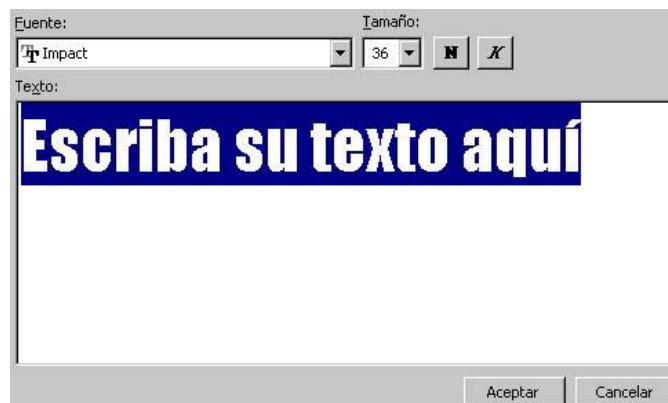 Fuente: Tamaño:
Impact 36 N K
Texto:
Escriba su texto aquí
Aceptar Cancelar